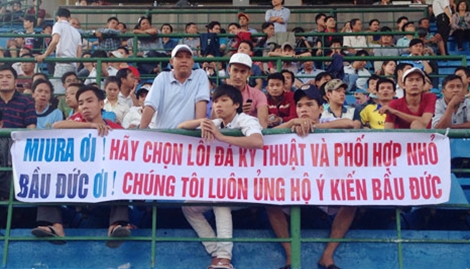 MIURA ƠI ! HÃY CHỌN LỐI ĐÁ KỸ THUẬT VÀ PHỐI HỢP NHỎ
BẦU ĐỨC ƠI ! CHÚNG TÔI LUÔN ỦNG HỘ Ý KIẾN BẦU ĐỨC